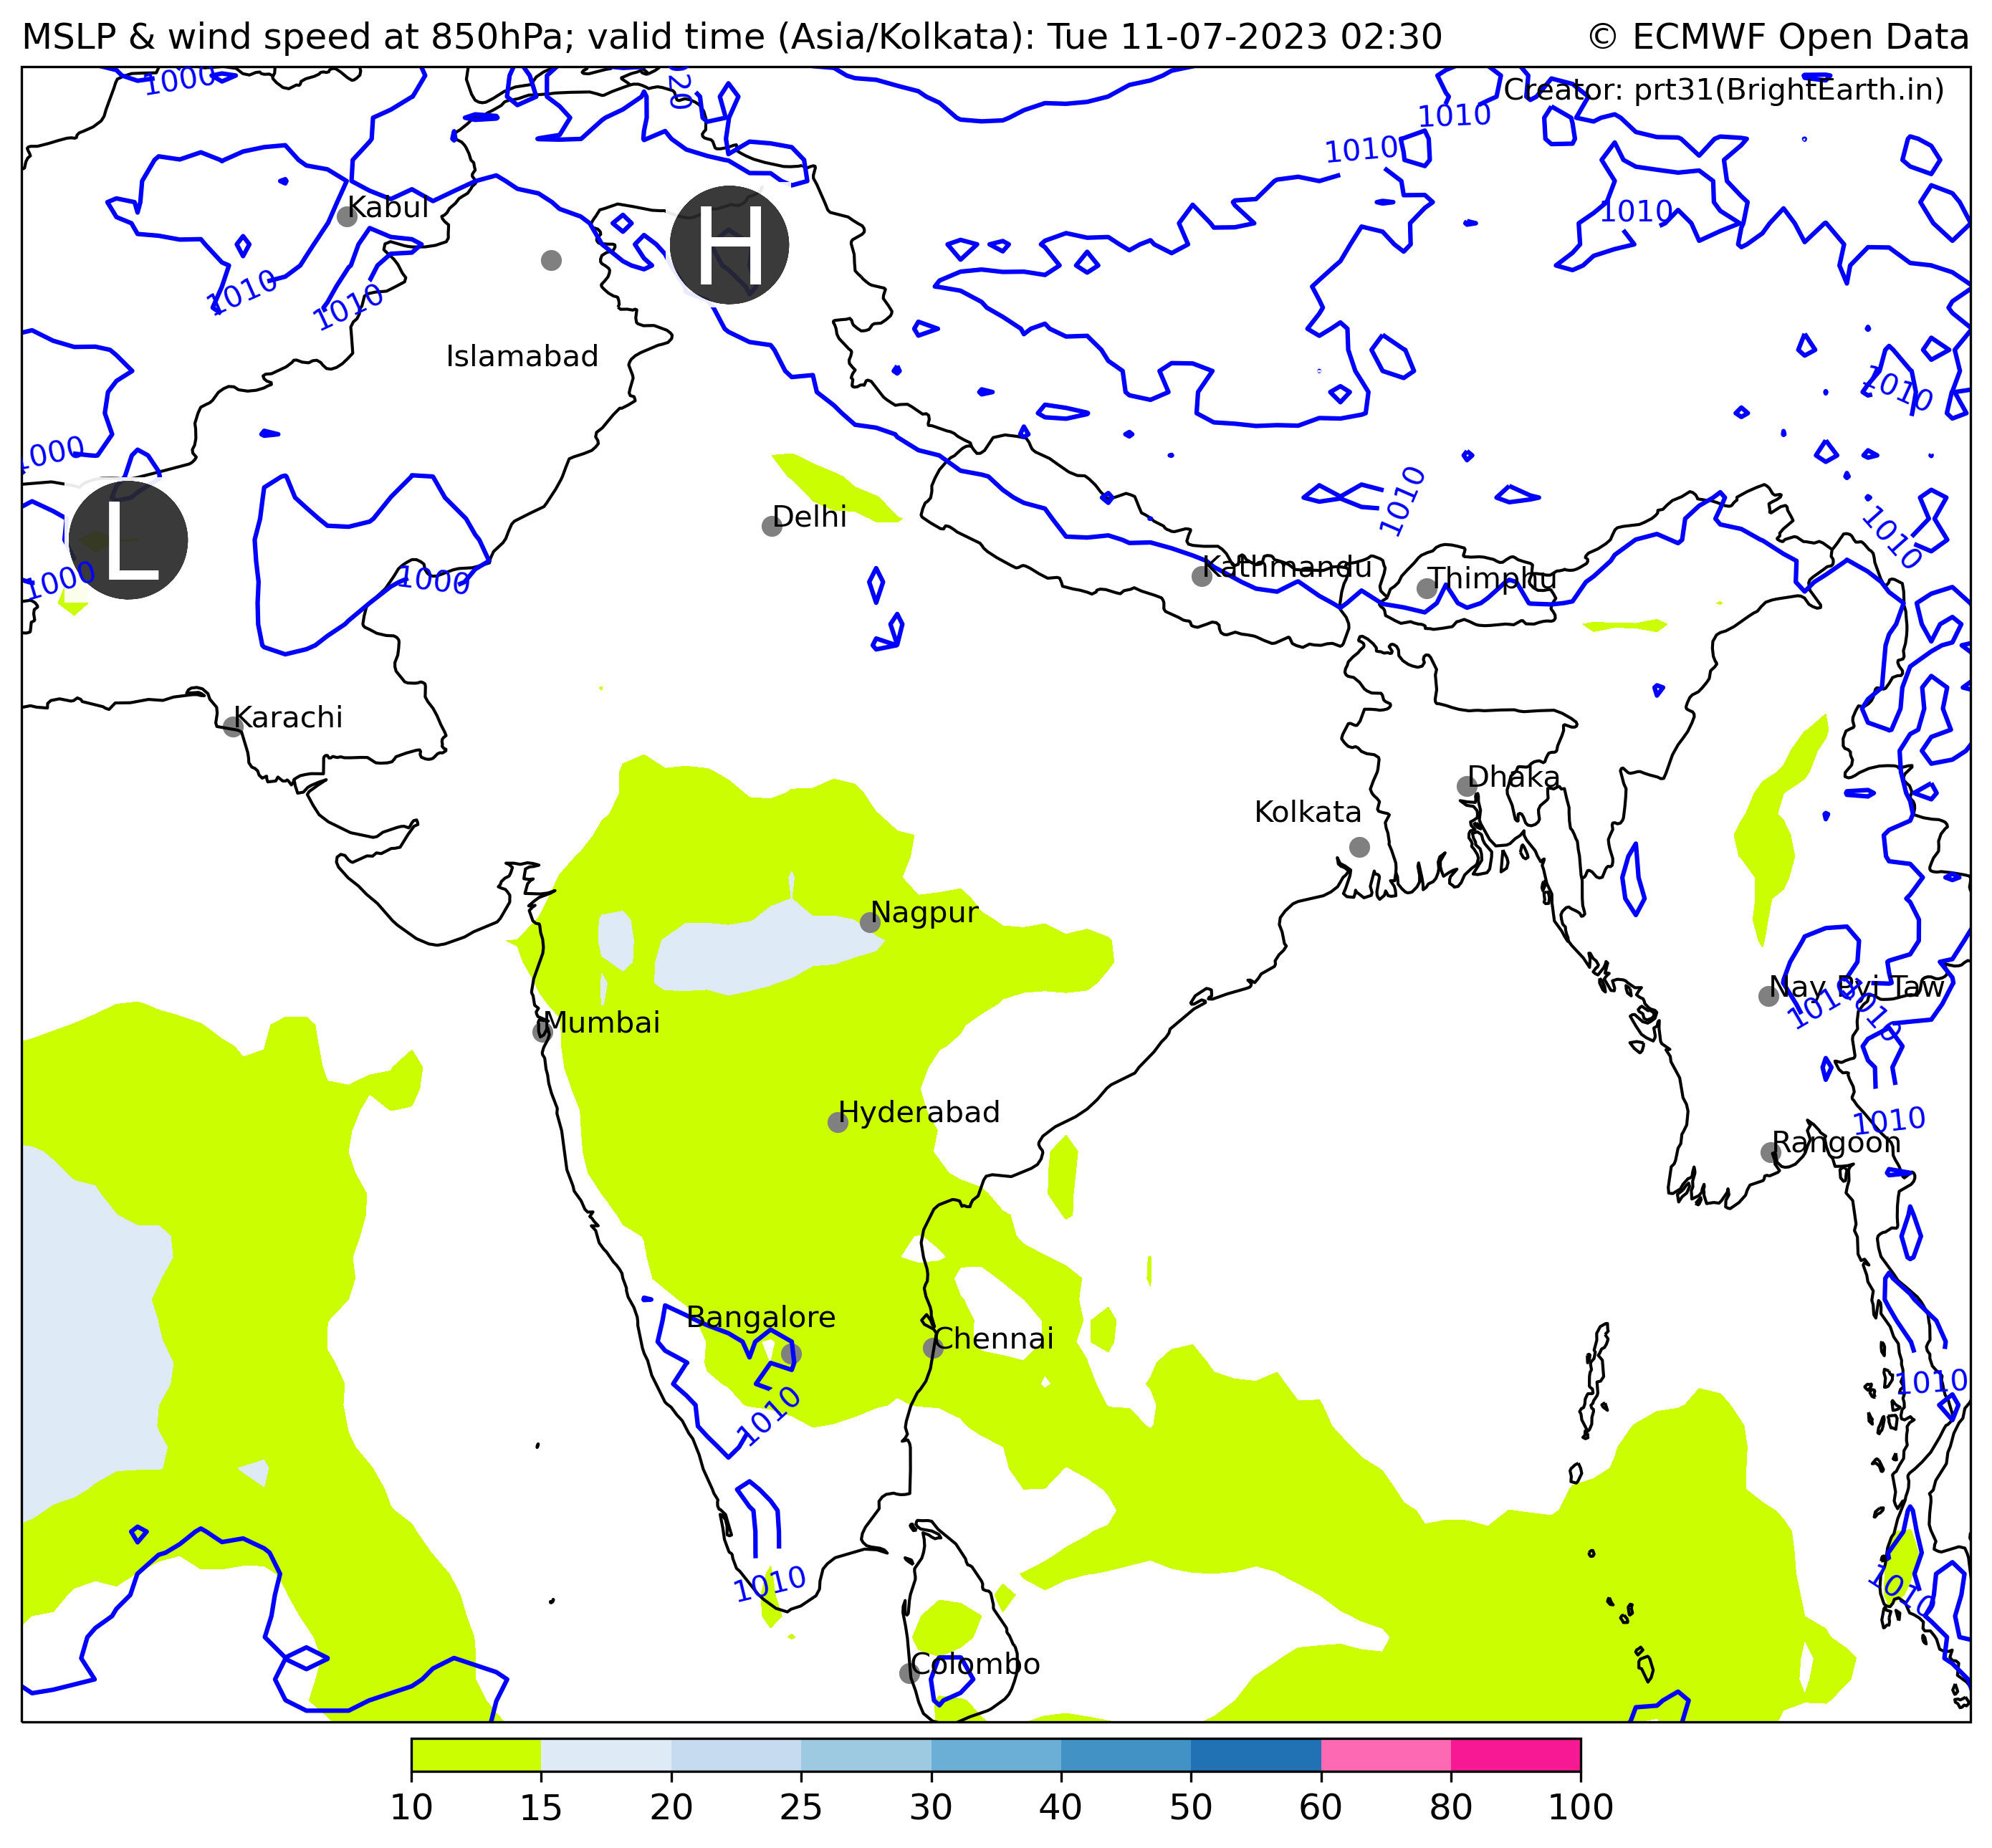 MSLP & wind speed at 850hPa; valid time (Asia/Kolkata): Tue 11-07-2023 02:30 © ECMWF Open Data
Creator: prt31(BrightEarth.in)
1000
20
1010
1010
1010
Kabul
H
1010
1010
Islamabad
1010
1000
1010
L
Delhi
1010
1000
1000
Kathmandu
Thimphu
Karachi
Dhaka
Kolkata
Nagpur
Nay Pyi Taw
1010
1010
Mumbai
Hyderabad
1010
Rangoon
Bangalore
Chennai
1010
1010
1010
1010
Colombo
10 15 20 25 30 40 50 60 80 100